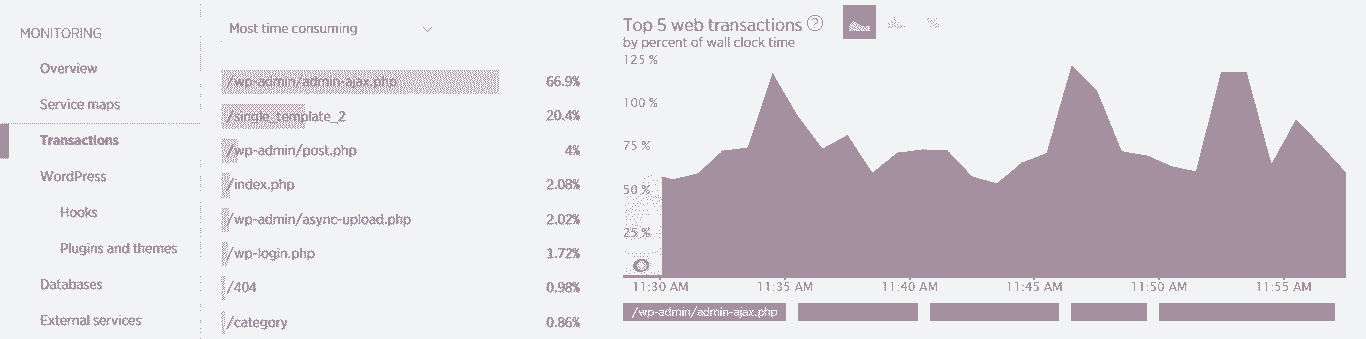 MONITORING
Overview
Service maps
Transactions
WordPress
Hooks
Plugins and themes
Databases
External services
Most time consuming
/wp-admin/admin-ajax.php 66.9%
/single_template_2 20.4%
/wp-admin/post.php 4%
/index.php 2.08%
/wp-admin/async-upload.php 2.02%
/wp-login.php 1.72%
/404 0.98%
/category 0.86%
Top 5 web transactions ?
by percent of wall clock time
125 %
100 %
75 %
50 %
25 %
11:30 AM 11:35 AM 11:40 AM 11:45 AM 11:50 AM 11:55 AM
/wp-admin/admin-ajax.php